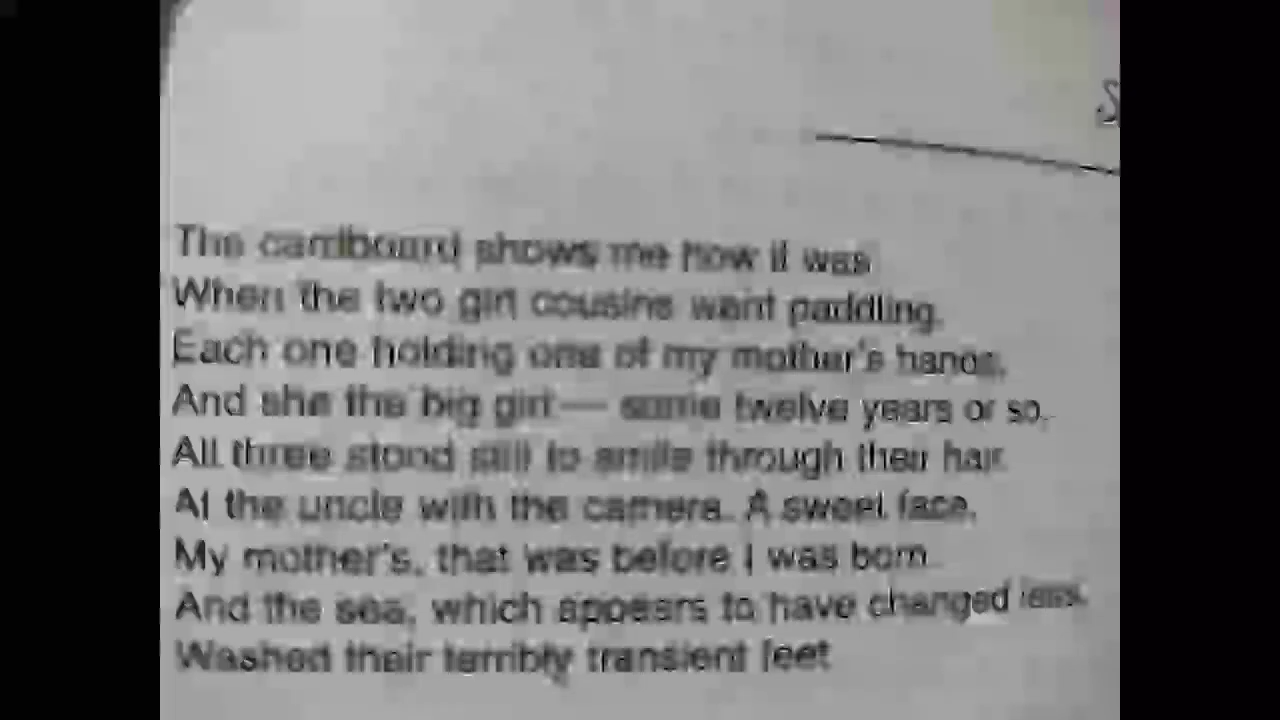 The cardboard shows me how it was
When the two girl cousins went paddling.
Each one holding one of my mother's hands,
And she the big girl— some twelve years or so.
All three stood still to smile through their hair
At the uncle with the camera. A sweet face,
My mother's, that was before I was born
And the sea, which appears to have changed less,
Washed their terribly transient feet